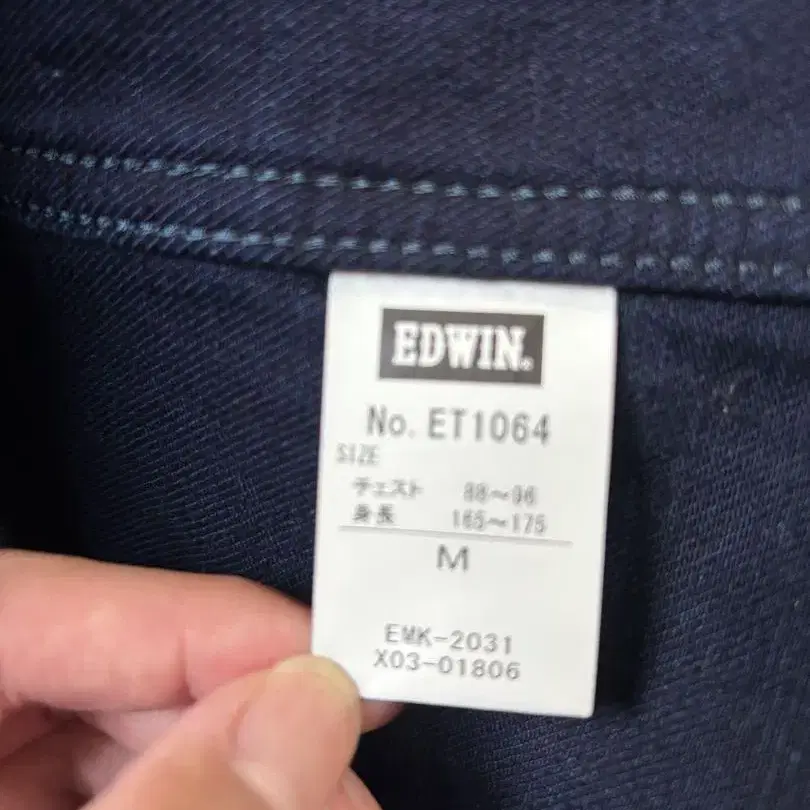 EDWIN.
No. ET1064
SIZE
チェスト 88～96
身長 165～175
M
EMK-2031
X03-01806